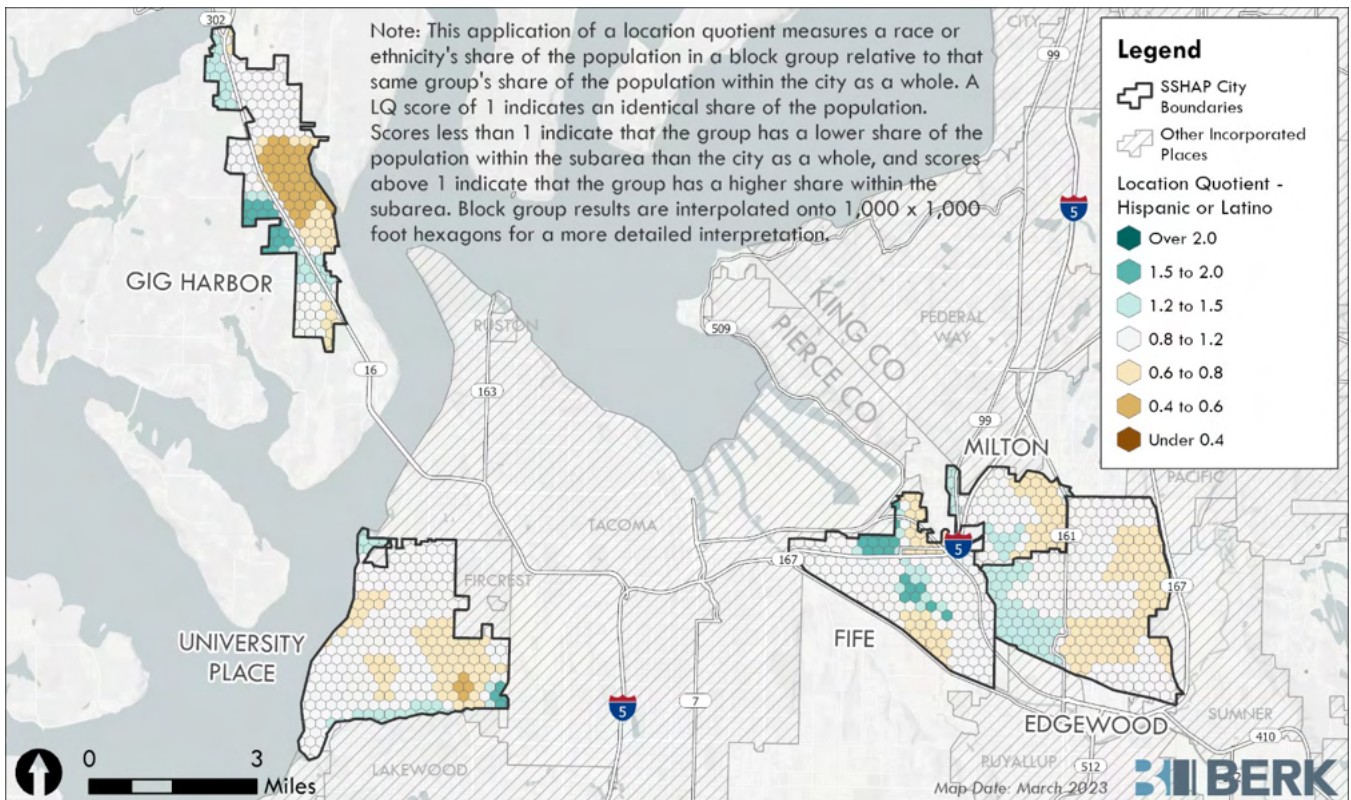 Note: This application of a location quotient measures a race or
ethnicity's share of the population in a block group relative to that
same group's share of the population within the city as a whole. A
LQ score of 1 indicates an identical share of the population.
Scores less than 1 indicate that the group has a lower share of the
population within the subarea than the city as a whole, and scores
above 1 indicate that the group has a higher share within the
subarea. Block group results are interpolated onto 1,000 x 1,000
foot hexagons for a more detailed interpretation.
Legend
SSHAP City
Boundaries
Other Incorporated
Places
Location Quotient -
Hispanic or Latino
Over 2.0
1.5 to 2.0
1.2 to 1.5
0.8 to 1.2
0.6 to 0.8
0.4 to 0.6
Under 0.4
302
CITY
99
5
GIG HARBOR
RUSTON
509
KING CO
PIERCE CO
FEDERAL
WAY
16
163
99
MILTON
PACIFIC
TACOMA
5
161
167
FIRCREST
167
UNIVERSITY
PLACE
FIFE
5
7
EDGEWOOD
SUMNER
410
LAKEWOOD
PUYALLUP
512
0
3
Miles
Map Date: March 2023
BERK